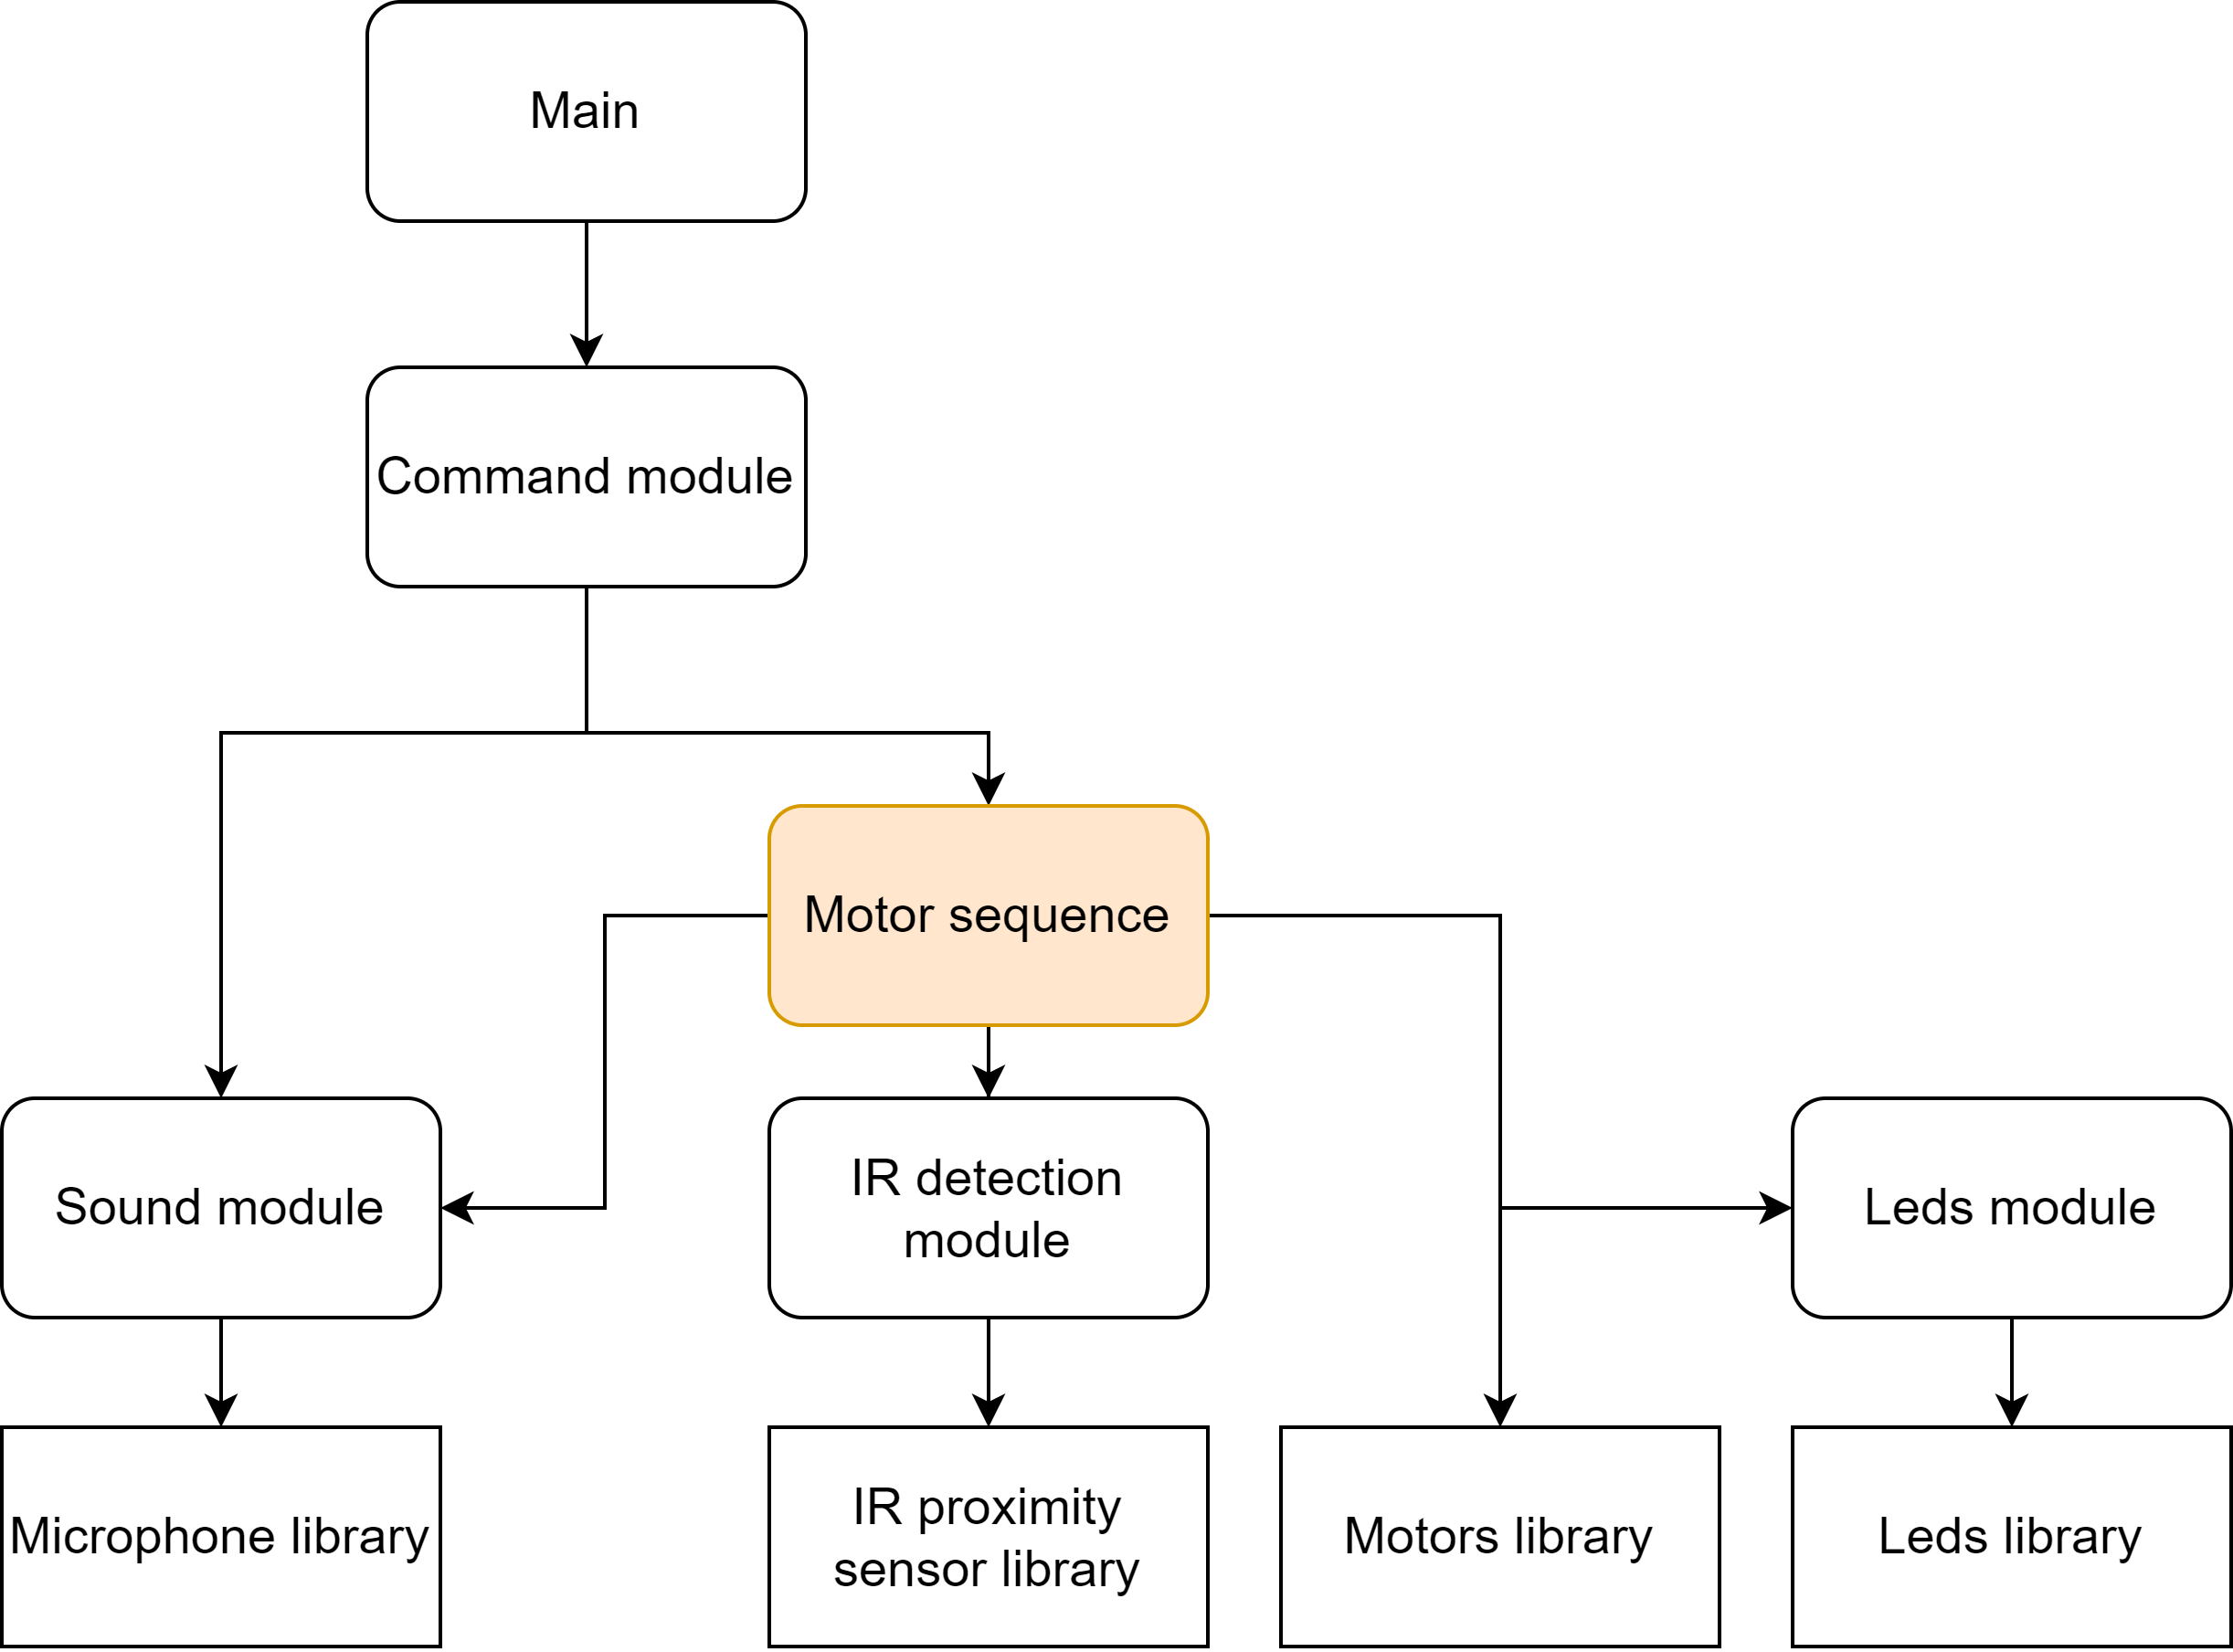 Main
Command module
Motor sequence
Sound module
IR detection
module
Leds module
Microphone library
IR proximity
sensor library
Motors library
Leds library